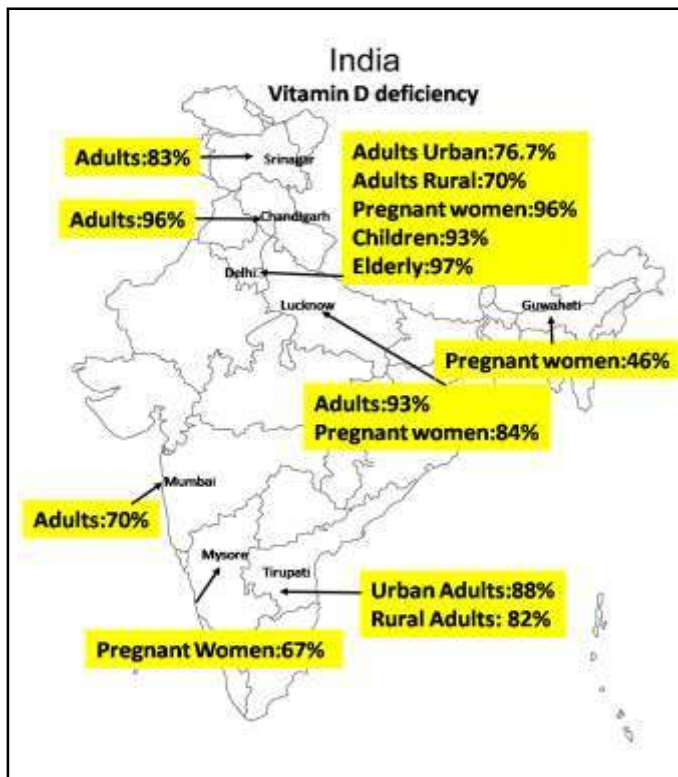 India
Vitamin D deficiency
Adults:83%
Srinagar
Adults Urban:76.7%
Adults Rural:70%
Pregnant women:96%
Children:93%
Elderly:97%
Adults:96%
Chandigarh
Delhi
Lucknow
Guwahati
Pregnant women:46%
Adults:93%
Pregnant women:84%
Mumbai
Adults:70%
Mysore
Tirupati
Urban Adults:88%
Rural Adults: 82%
Pregnant Women:67%